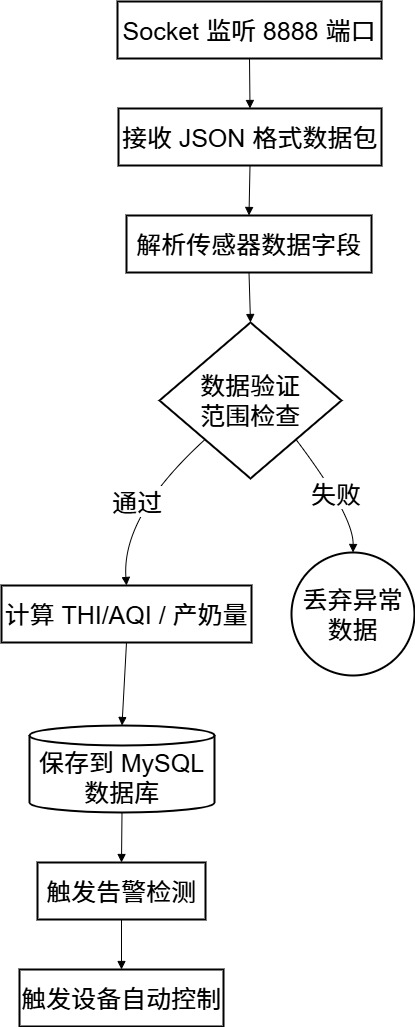 Socket 监听 8888 端口
接收 JSON 格式数据包
解析传感器数据字段
数据验证
范围检查
通过
失败
计算 THI/AQI / 产奶量
丢弃异常
数据
保存到 MySQL
数据库
触发告警检测
触发设备自动控制